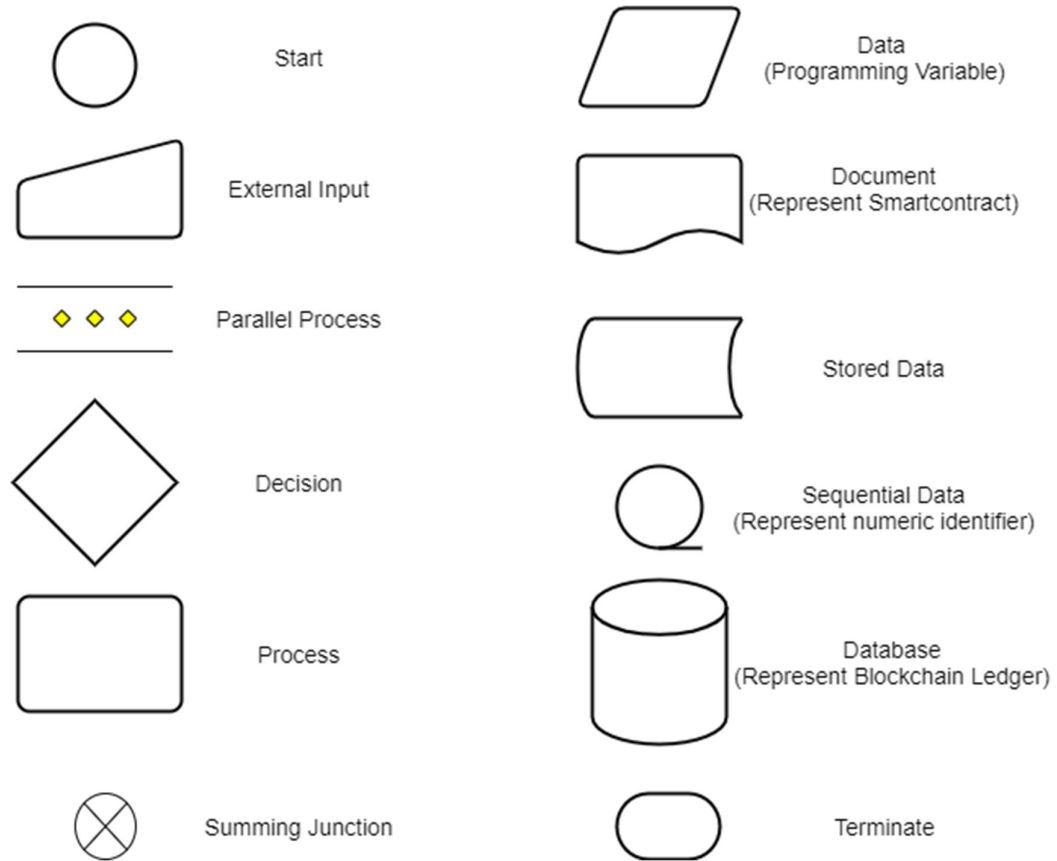 Start
External Input
Parallel Process
Decision
Process
Summing Junction
Data
(Programming Variable)
Document
(Represent Smartcontract)
Stored Data
Sequential Data
(Represent numeric identifier)
Database
(Represent Blockchain Ledger)
Terminate